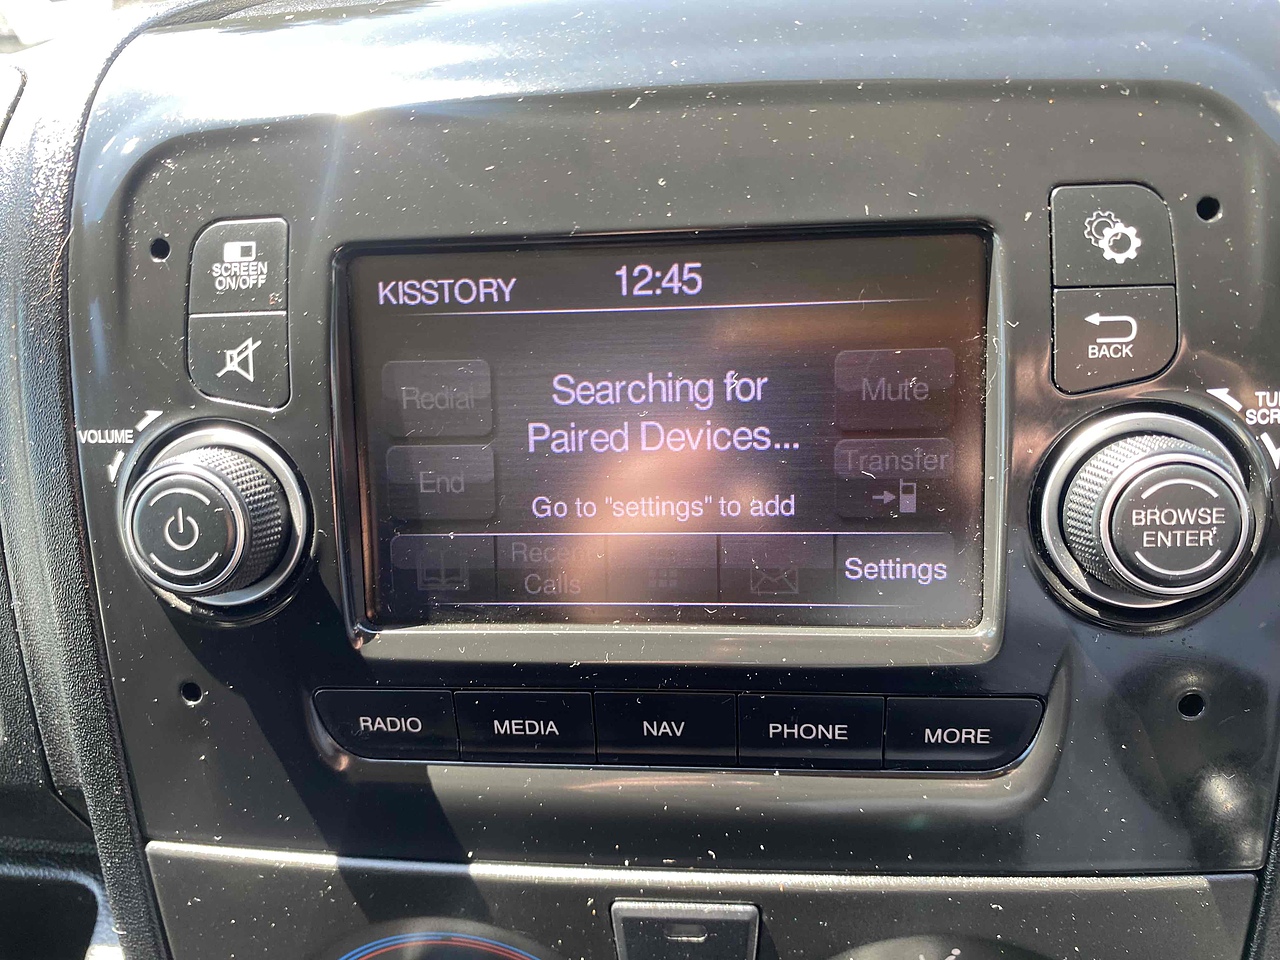 KISSTORY 12:45
SCREEN
ON/OFF
Redial
Searching for
Paired Devices...
Mute
BACK
VOLUME
End
Transfer
Go to "settings" to add
Recent
Calls
Settings
BROWSE
ENTER
RADIO MEDIA NAV PHONE MORE